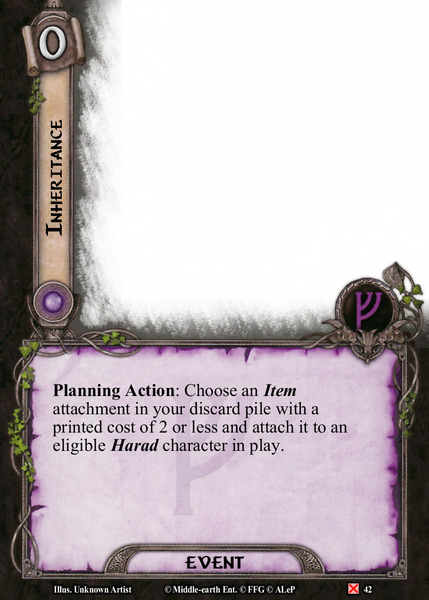 0
INHERITANCE
Planning Action: Choose an Item
attachment in your discard pile with a
printed cost of 2 or less and attach it to an
eligible Harad character in play.
EVENT
Illus. Unknown Artist © Middle-earth Ent. © FFG © ALeP 42